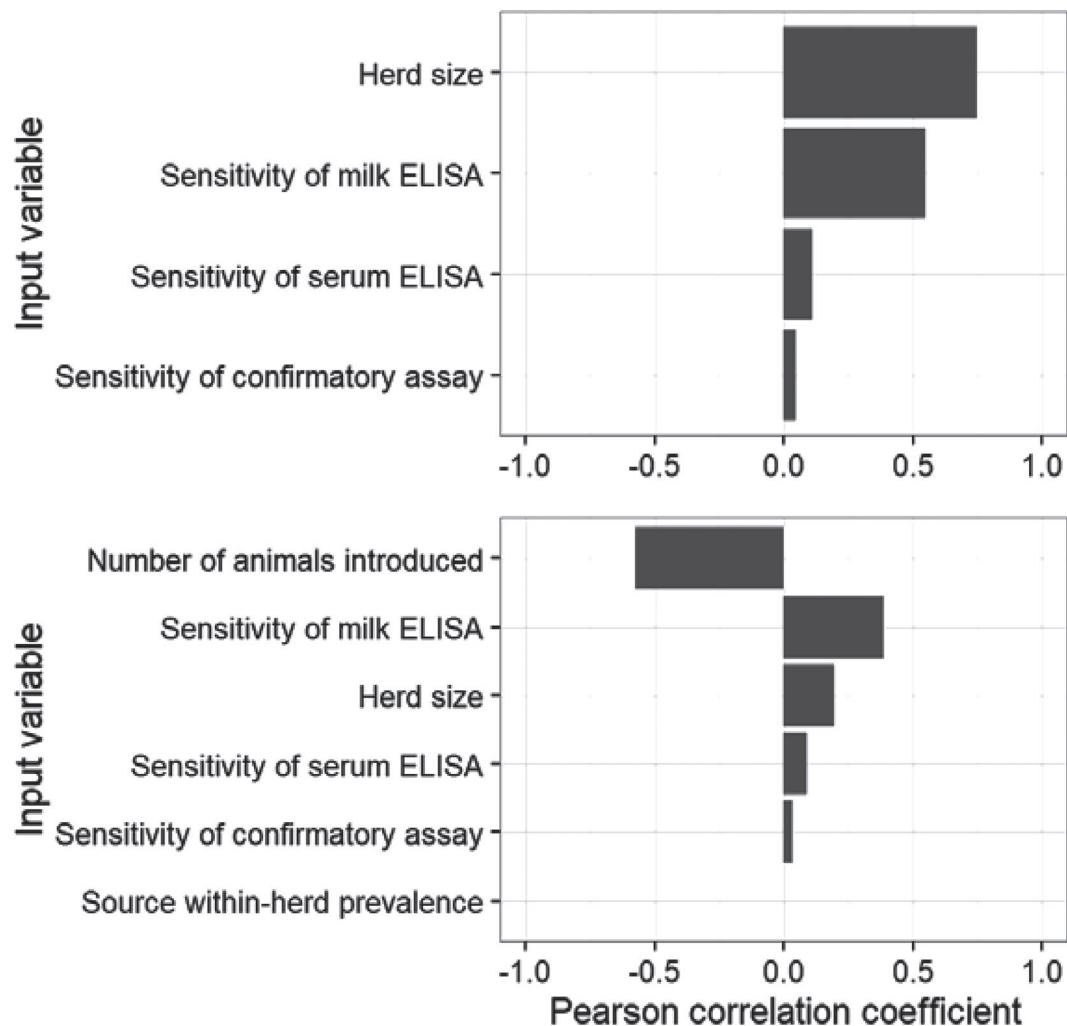 Input variable
Herd size
Sensitivity of milk ELISA
Sensitivity of serum ELISA
Sensitivity of confirmatory assay
-1.0 -0.5 0.0 0.5 1.0
Input variable
Number of animals introduced
Sensitivity of milk ELISA
Herd size
Sensitivity of serum ELISA
Sensitivity of confirmatory assay
Source within-herd prevalence
-1.0 -0.5 0.0 0.5 1.0
Pearson correlation coefficient